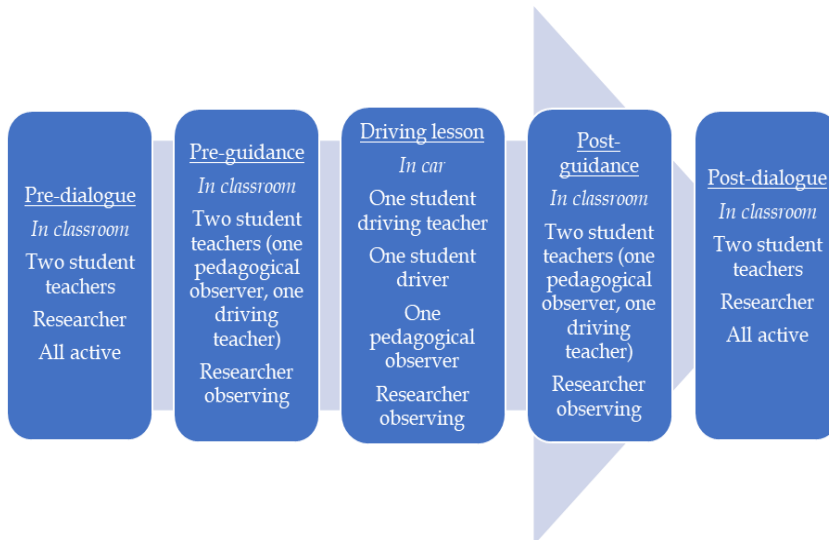 Pre-dialogue
In classroom
Two student
teachers
Researcher
All active
Pre-guidance
In classroom
Two student
teachers (one
pedagogical
observer, one
driving
teacher)
Researcher
observing
Driving lesson
In car
One student
driving teacher
One student
driver
One
pedagogical
observer
Researcher
observing
Post-
guidance
In classroom
Two student
teachers (one
pedagogical
observer, one
driving
teacher)
Researcher
observing
Post-dialogue
In classroom
Two student
teachers
Researcher
All active